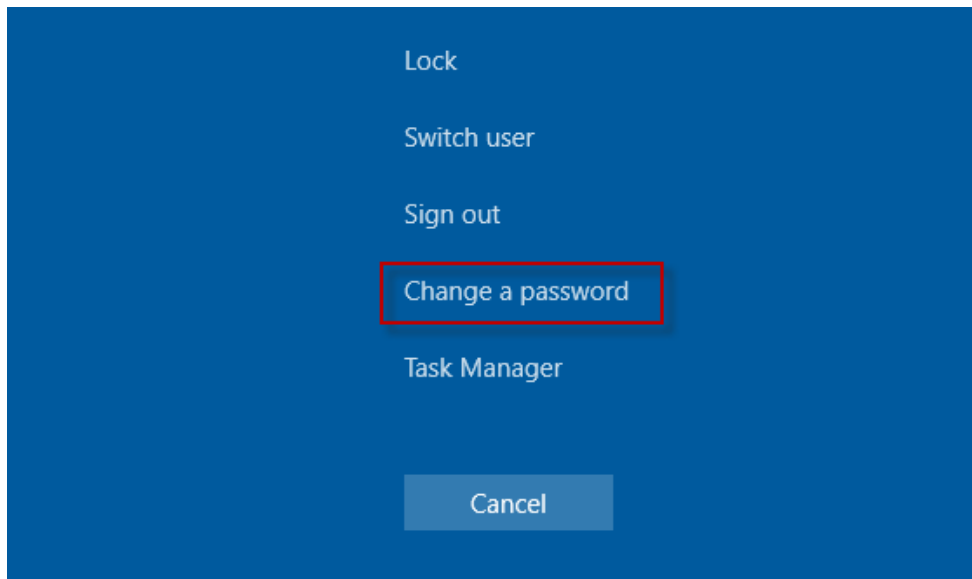 Lock
Switch user
Sign out
Change a password
Task Manager
Cancel